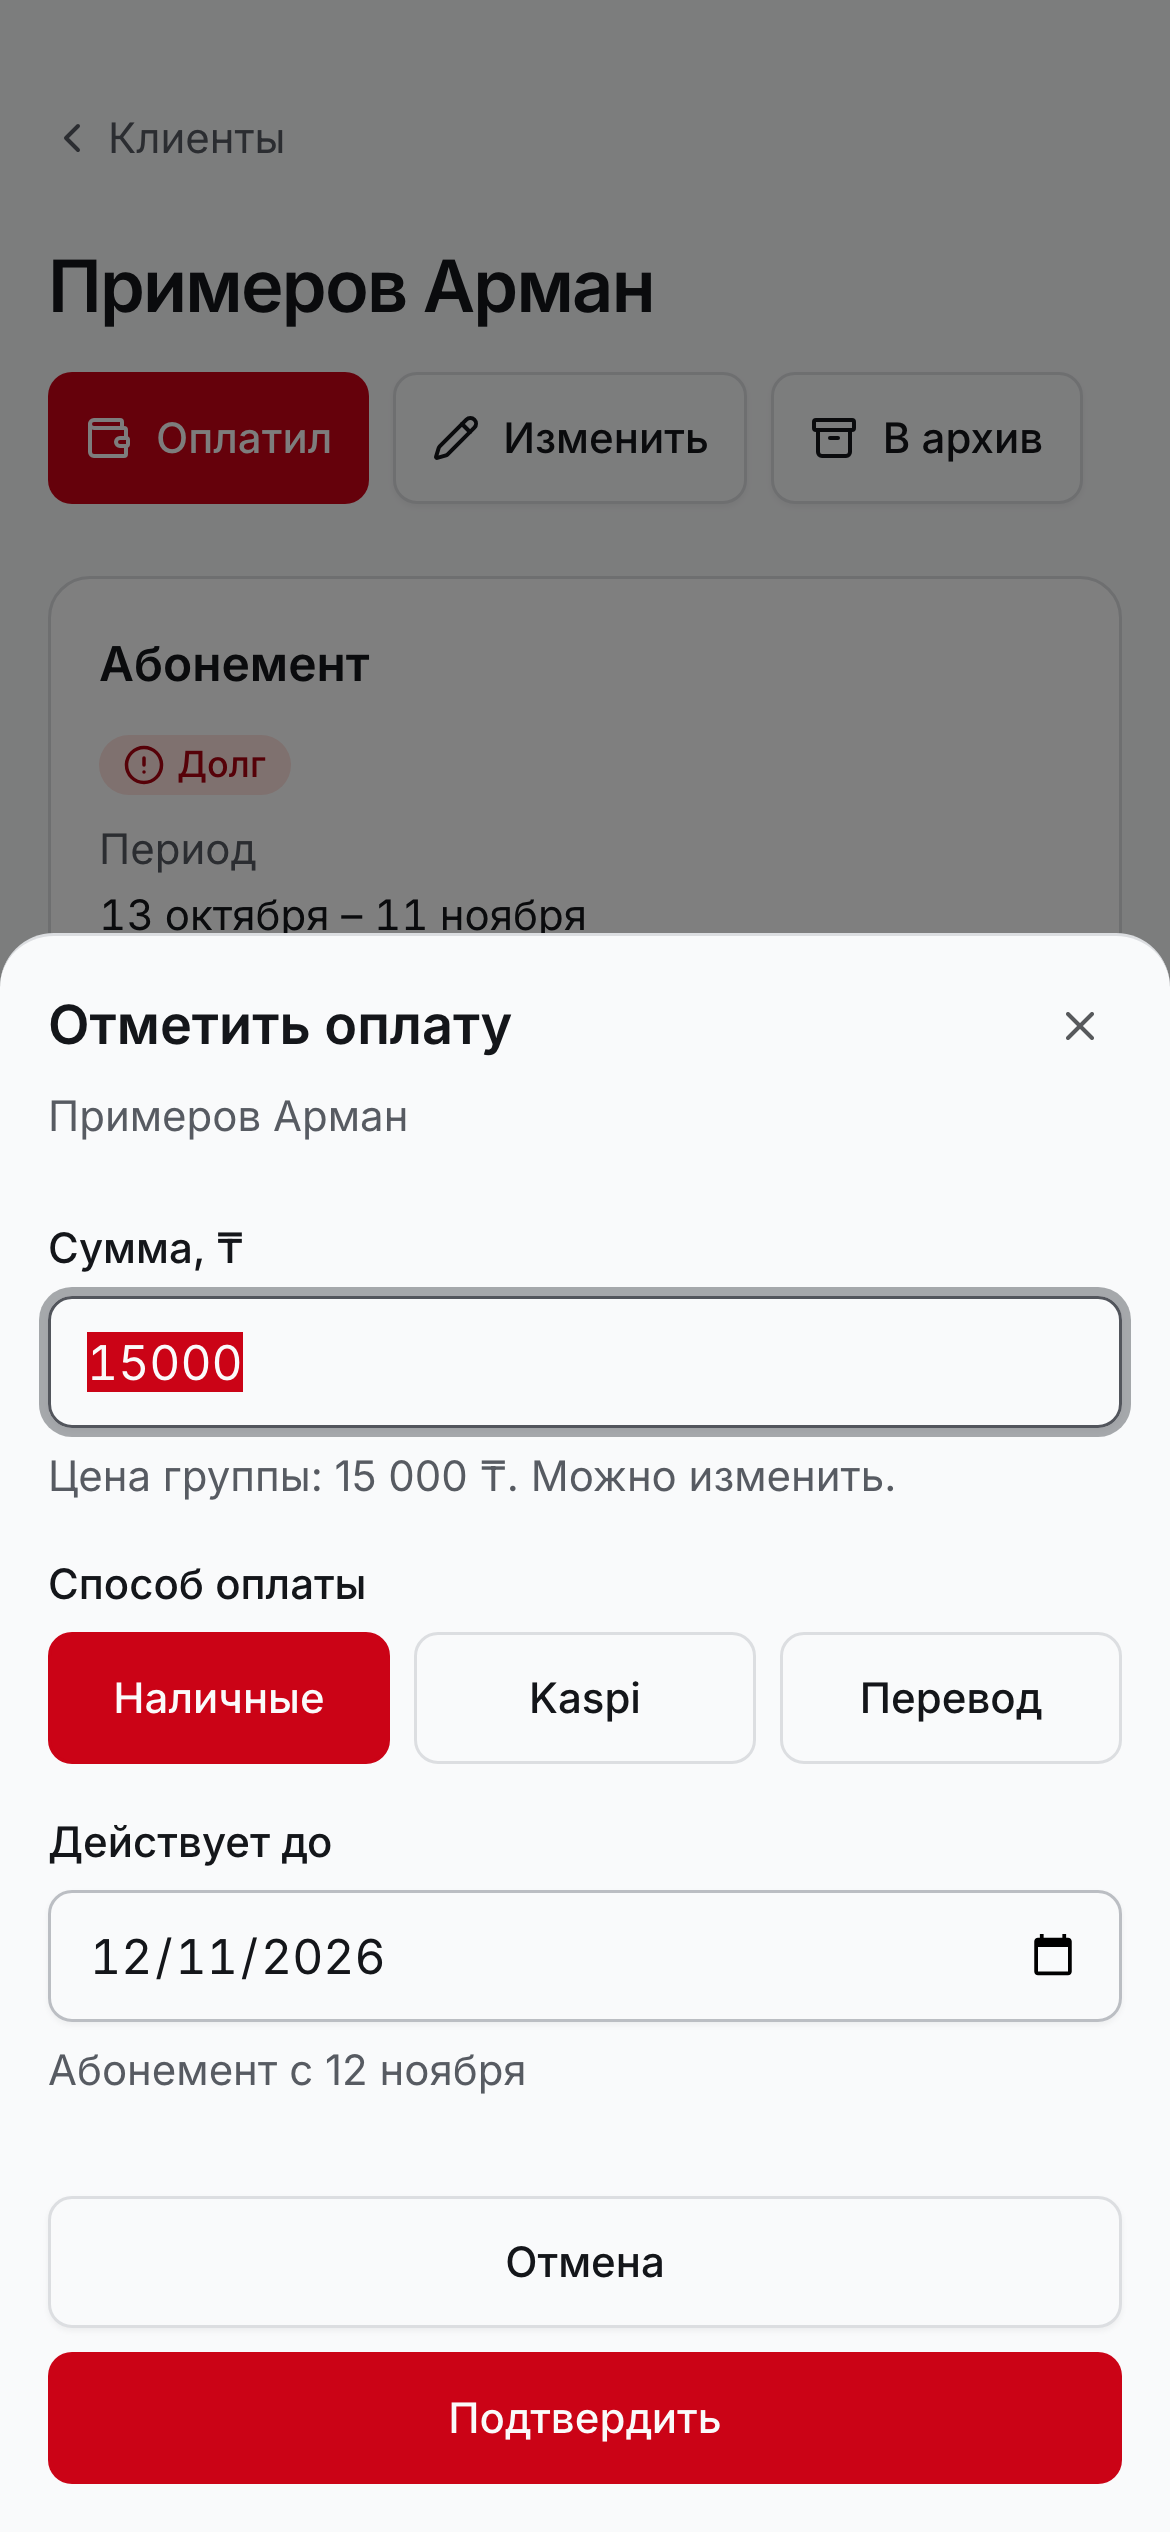 Клиенты
Примеров Арман
Оплатил
Изменить
В архив
Абонемент
Долг
Период
13 октября – 11 ноября
Отметить оплату
Примеров Арман
Сумма, ₸
15000
Цена группы: 15 000 ₸. Можно изменить.
Способ оплаты
Наличные
Kaspi
Перевод
Действует до
12/11/2026
Абонемент с 12 ноября
Отмена
Подтвердить